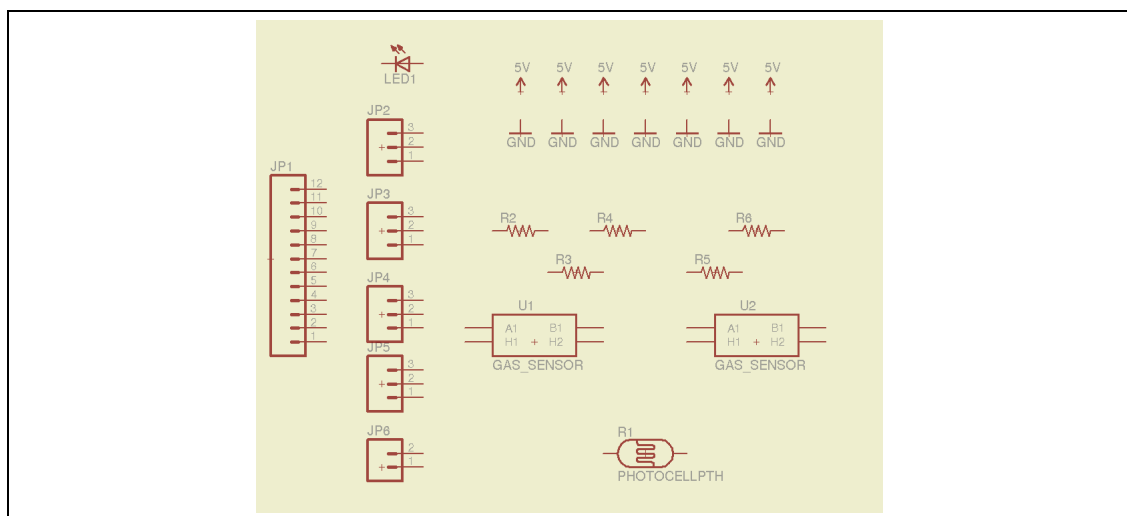 LED1
5V 5V 5V 5V 5V 5V 5V
GND GND GND GND GND GND GND
JP2
3
2
1
JP1
12
11
10
9
8
7
6
5
4
3
2
1
JP3
3
2
1
JP4
3
2
1
JP5
3
2
1
JP6
2
1
R2 R4 R6
R3 R5
U1
A1 B1
H1 H2
GAS_SENSOR
U2
A1 B1
H1 H2
GAS_SENSOR
R1
PHOTOCELLPTH